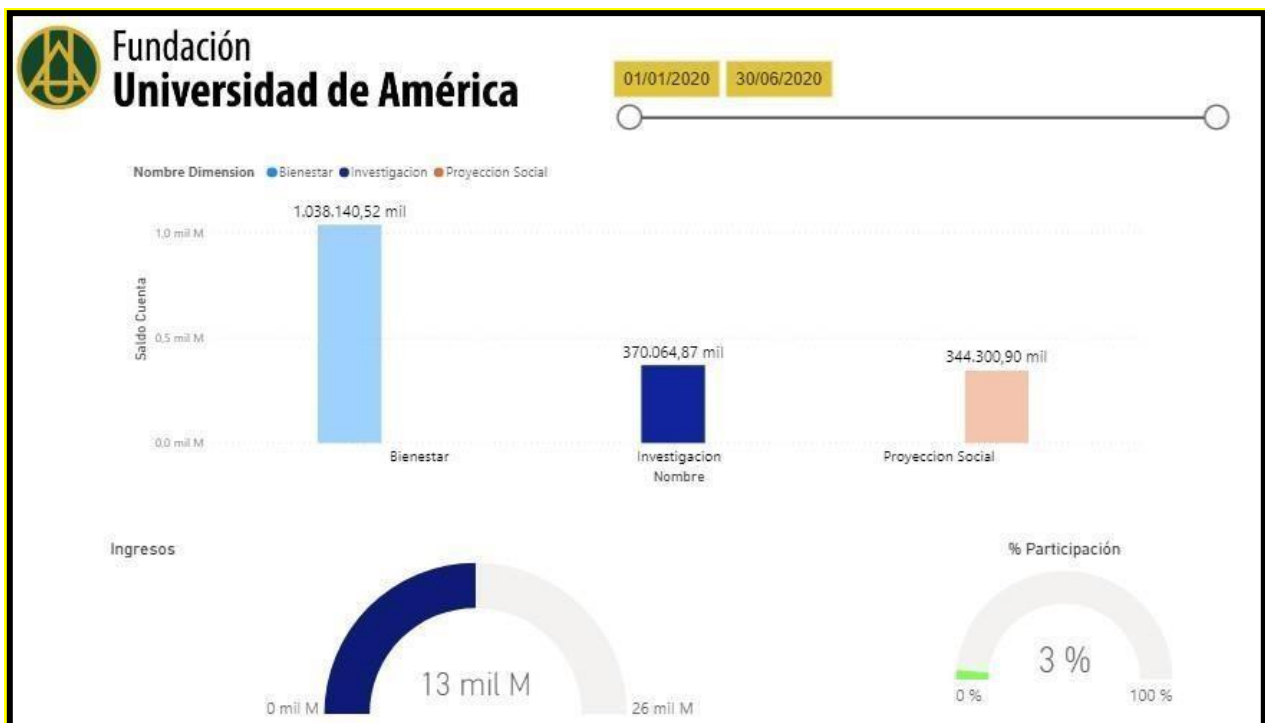 Fundación
Universidad de América
01/01/2020 30/06/2020
Nombre Dimension Bienestar Investigacion Proyeccion Social
1.038.140,52 mil
1,0 mil M
Saldo Cuenta
0,5 mil M
370.064,87 mil
344.300,90 mil
0,0 mil M
Bienestar Investigacion Proyeccion Social
Nombre
Ingresos
% Participación
13 mil M
0 mil M
26 mil M
3 %
0 %
100 %